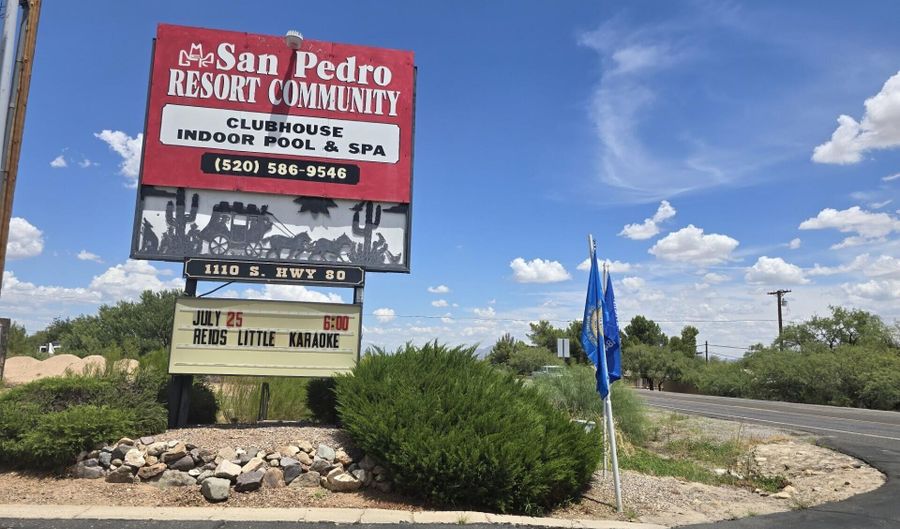 San Pedro
RESORT COMMUNITY
CLUBHOUSE
INDOOR POOL & SPA
(520) 586-9546
1110 S. HWY 80
JULY 25 6:00
REIDS LITTLE KARAOKE